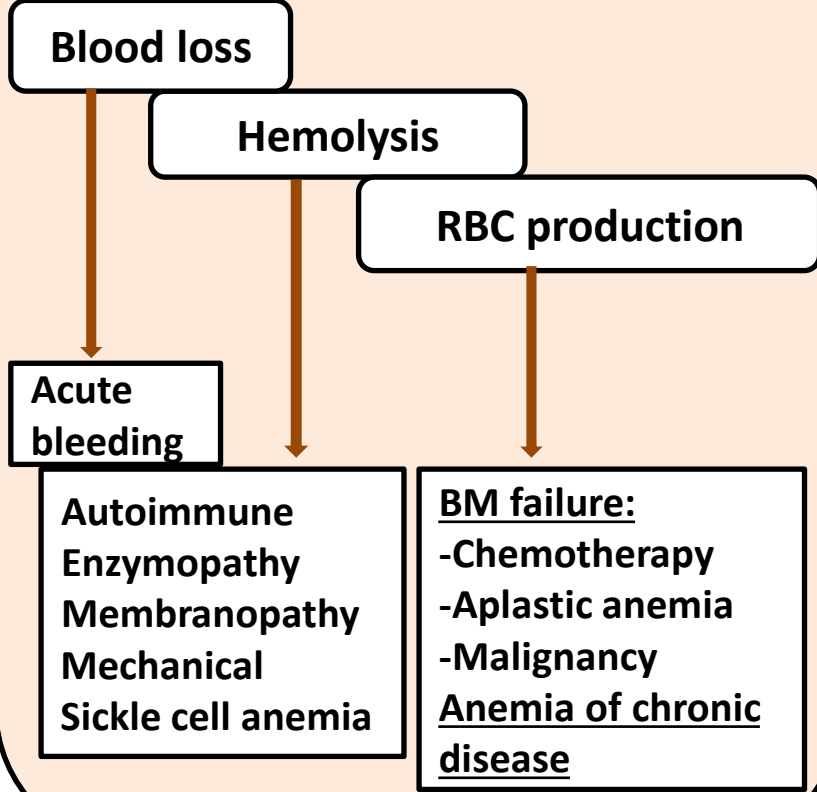 Blood loss
Hemolysis
RBC production
Acute
bleeding
Autoimmune
Enzymopathy
Membranopathy
Mechanical
Sickle cell anemia
BM failure:
-Chemotherapy
-Aplastic anemia
-Malignancy
Anemia of chronic
disease